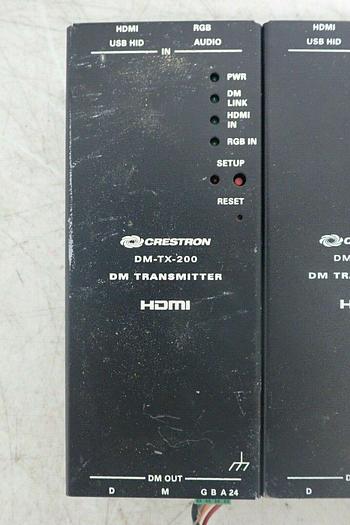 HDMI RGB
USB HID AUDIO
IN
PWR
DM
LINK
HDMI
IN
RGB IN
SETUP
RESET
CRESTRON
DM-TX-200
DM TRANSMITTER
HDMI
DM OUT
D M G B A 24
HDMI
USB HID
DM
DM TR
H
D
D